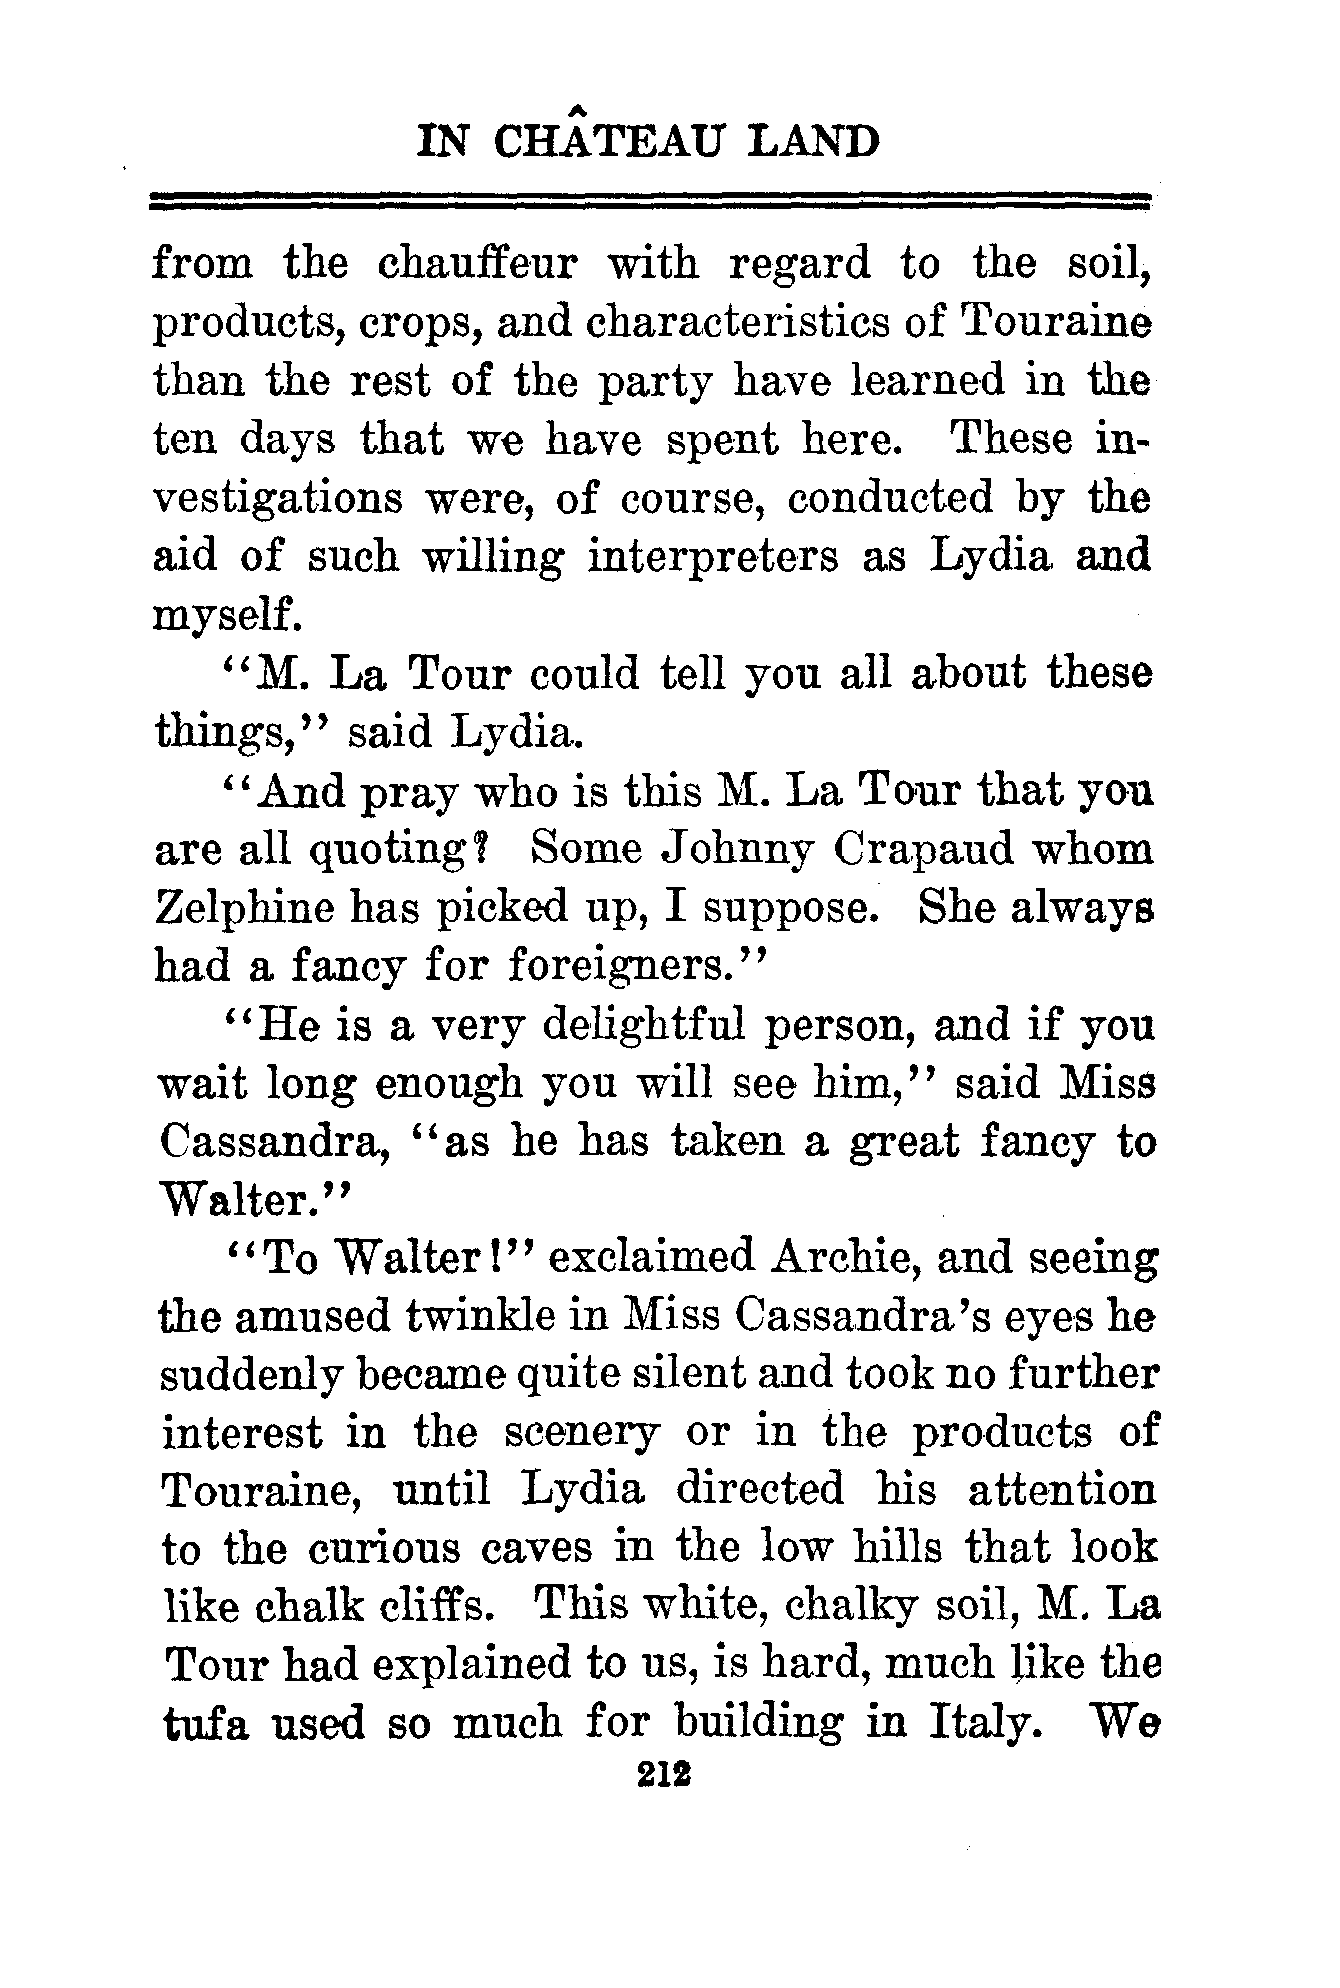 IN CHÂTEAU LAND
from the chauffeur with regard to the soil,
products, crops, and characteristics of Touraine
than the rest of the party have learned in the
ten days that we have spent here. These in-
vestigations were, of course, conducted by the
aid of such willing interpreters as Lydia and
myself.
“M. La Tour could tell you all about these
things,” said Lydia.
“And pray who is this M. La Tour that you
are all quoting? Some Johnny Crapaud whom
Zelphine has picked up, I suppose. She always
had a fancy for foreigners.”
“He is a very delightful person, and if you
wait long enough you will see him,” said Miss
Cassandra, “as he has taken a great fancy to
Walter.”
“To Walter!” exclaimed Archie, and seeing
the amused twinkle in Miss Cassandra’s eyes he
suddenly became quite silent and took no further
interest in the scenery or in the products of
Touraine, until Lydia directed his attention
to the curious caves in the low hills that look
like chalk cliffs. This white, chalky soil, M. La
Tour had explained to us, is hard, much like the
tufa used so much for building in Italy. We
212